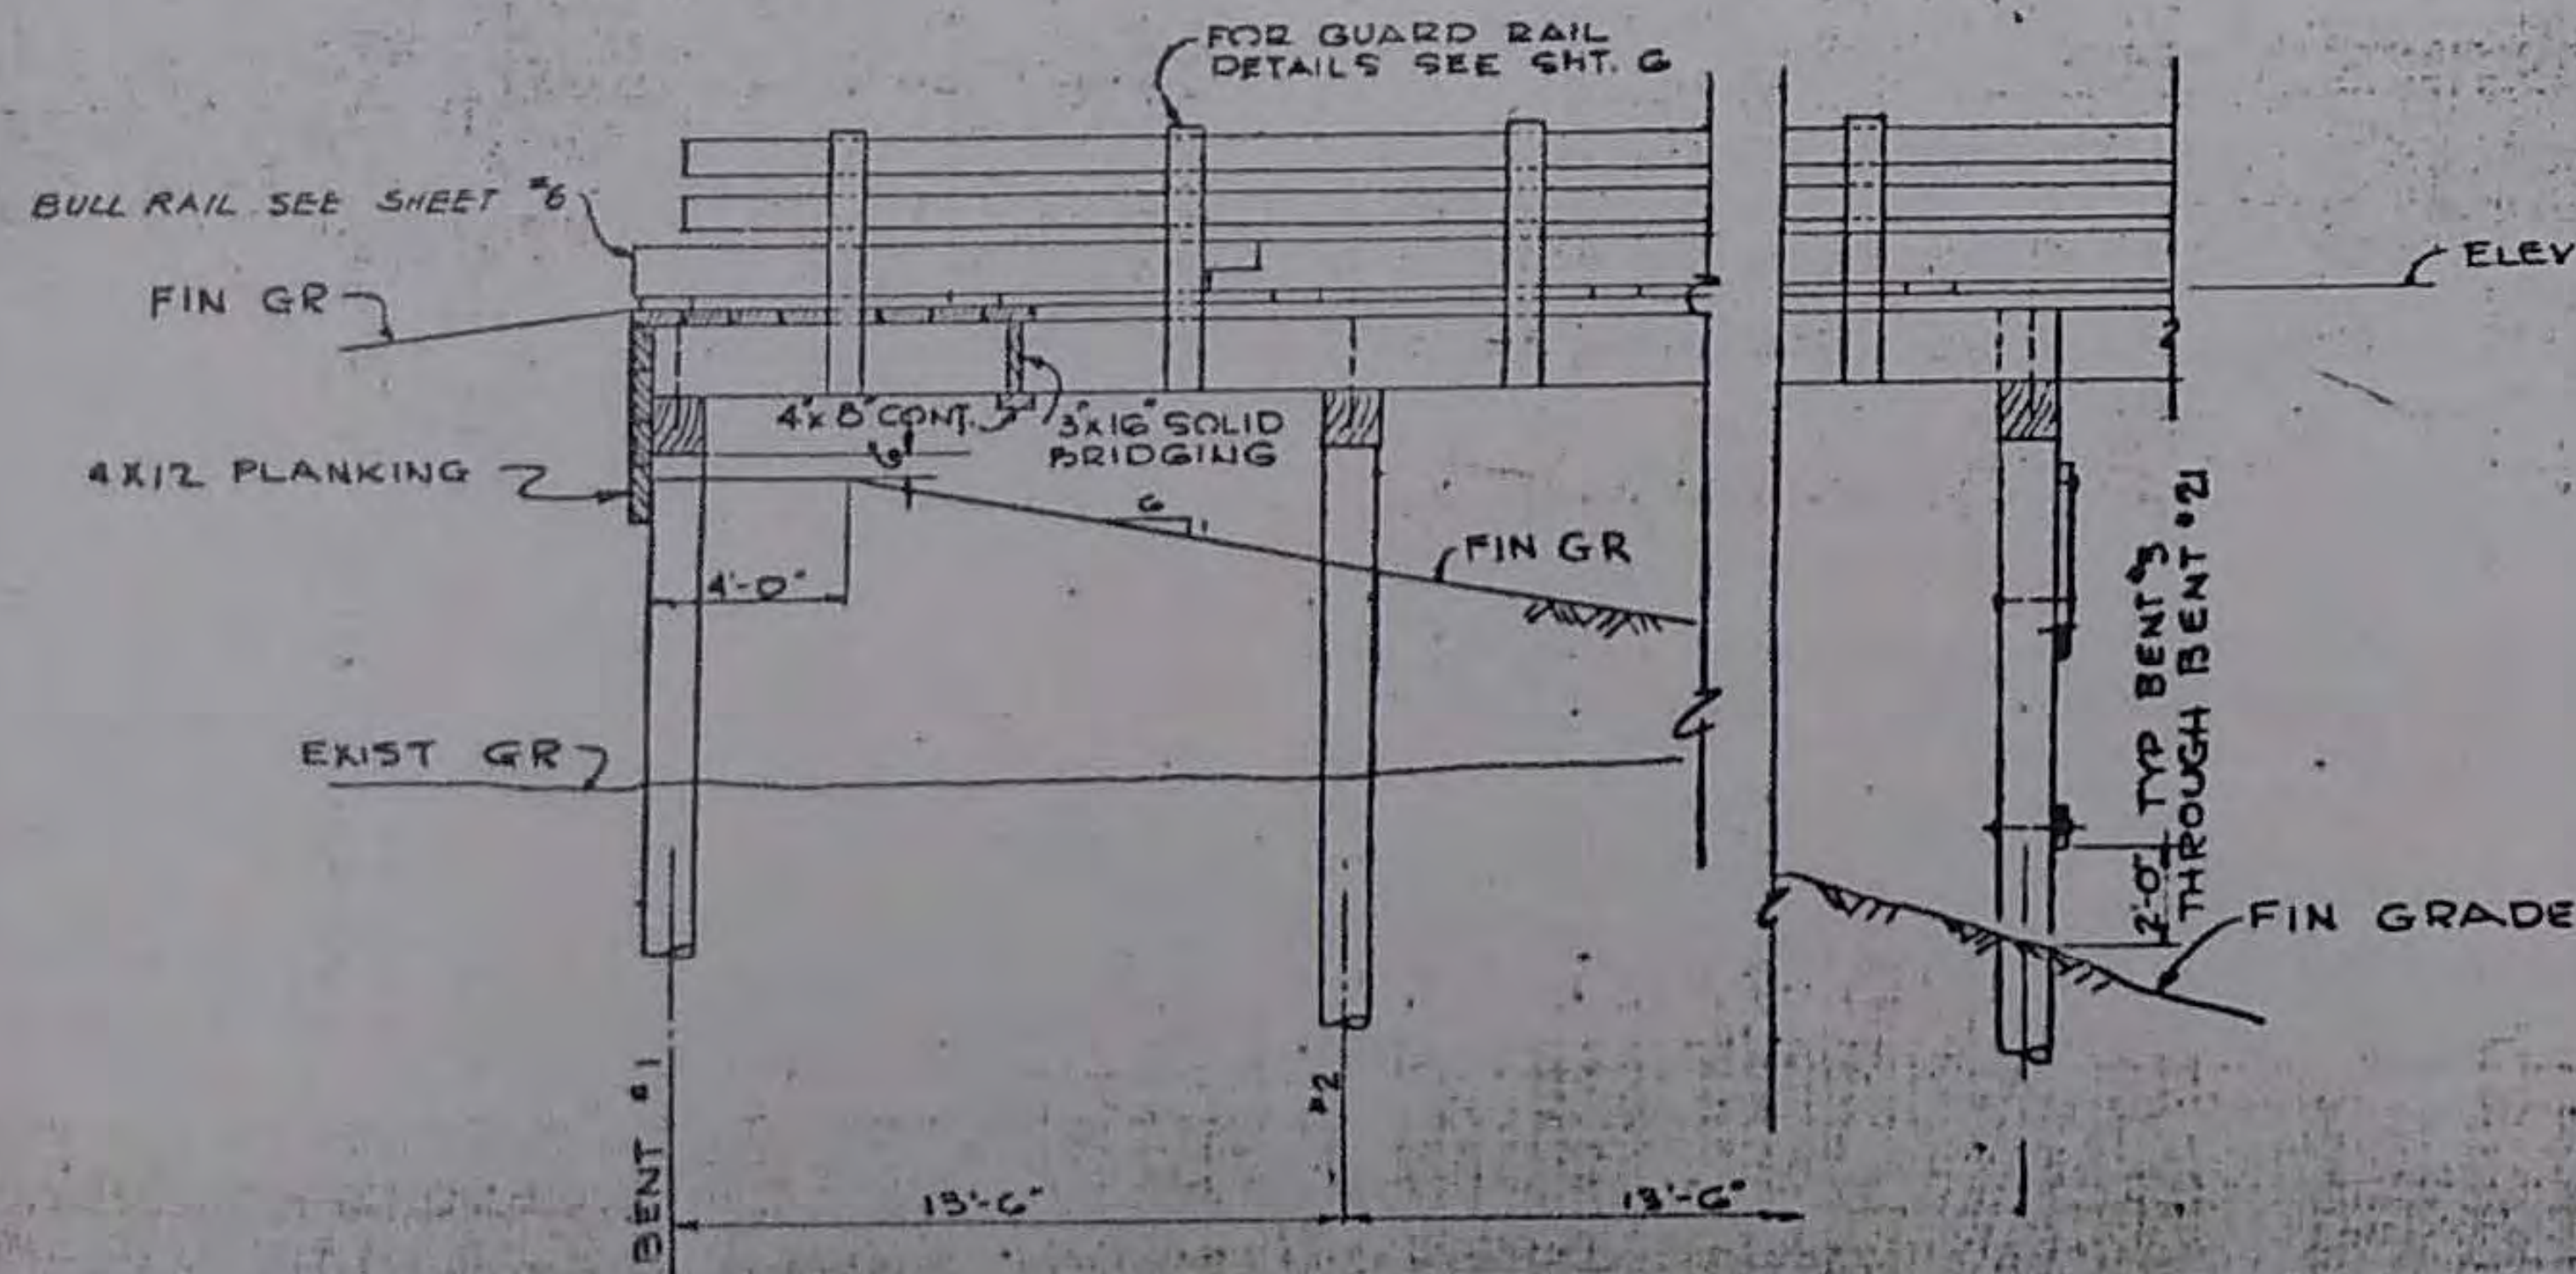 FOR GUARD RAIL
DETAILS SEE SHT. 6
BULL RAIL SEE SHEET #6
FIN GR
ELEV
4"x8" CONT.
3"x16" SOLID
BRIDGING
4X12 PLANKING
6
1
FIN GR
4'-0"
EXIST GR
2'-0" TYP BENT #3
THROUGH BENT #21
FIN GRADE
BENT #1
#2
13'-6"
13'-6"